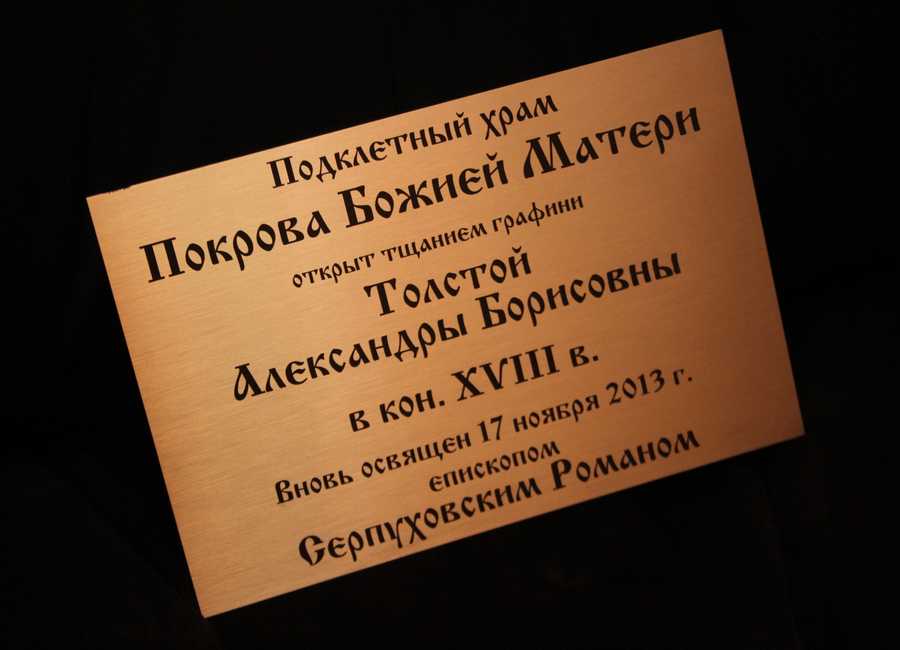 Подклетный храм
Покрова Божией Матери
открыт тщанием графини
Толстой
Александры Борисовны
в кон. XVIII в.
Вновь освящен 17 ноября 2013 г.
епископом
Серпуховским Романом